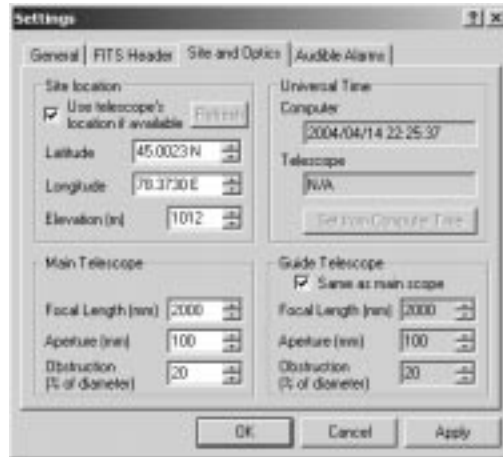 Settings
? x
General | FITS Header | Site and Optics | Audible Alarms
Site location
Use telescope's location if available
Refresh
Latitude 45.0023 N
Longitude 78.3730 E
Elevation (m) 1012
Universal Time
Computer
2004/04/14 22:25:37
Telescope
N/A
Set from Computer Time
Main Telescope
Focal Length (mm) 2000
Aperture (mm) 100
Obstruction (% of diameter) 20
Guide Telescope
Same as main scope
Focal Length (mm) 2000
Aperture (mm) 100
Obstruction (% of diameter) 20
OK
Cancel
Apply